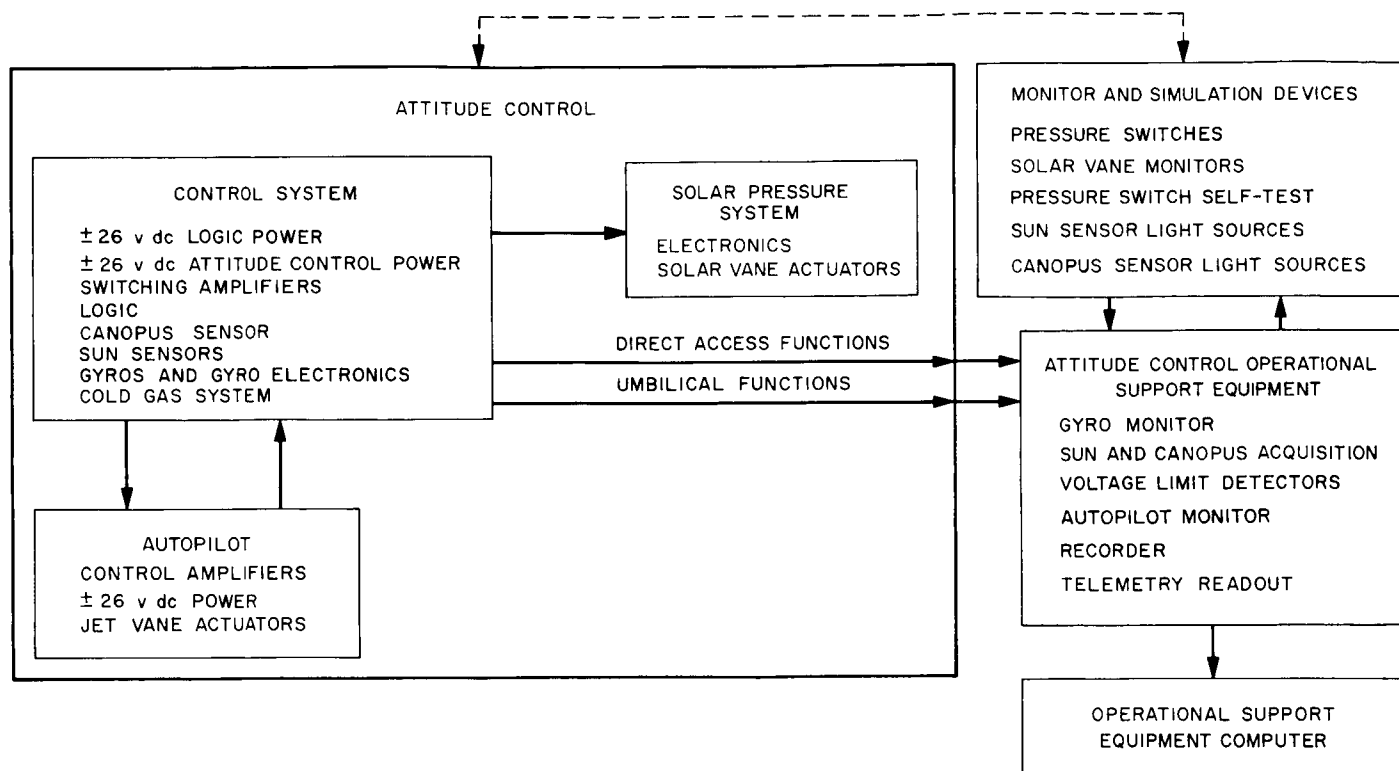 ATTITUDE CONTROL
CONTROL SYSTEM
± 26 v dc LOGIC POWER
± 26 v dc ATTITUDE CONTROL POWER
SWITCHING AMPLIFIERS
LOGIC
CANOPUS SENSOR
SUN SENSORS
GYROS AND GYRO ELECTRONICS
COLD GAS SYSTEM
SOLAR PRESSURE
SYSTEM
ELECTRONICS
SOLAR VANE ACTUATORS
DIRECT ACCESS FUNCTIONS
UMBILICAL FUNCTIONS
AUTOPILOT
CONTROL AMPLIFIERS
± 26 v dc POWER
JET VANE ACTUATORS
MONITOR AND SIMULATION DEVICES
PRESSURE SWITCHES
SOLAR VANE MONITORS
PRESSURE SWITCH SELF-TEST
SUN SENSOR LIGHT SOURCES
CANOPUS SENSOR LIGHT SOURCES
ATTITUDE CONTROL OPERATIONAL
SUPPORT EQUIPMENT
GYRO MONITOR
SUN AND CANOPUS ACQUISITION
VOLTAGE LIMIT DETECTORS
AUTOPILOT MONITOR
RECORDER
TELEMETRY READOUT
OPERATIONAL SUPPORT
EQUIPMENT COMPUTER